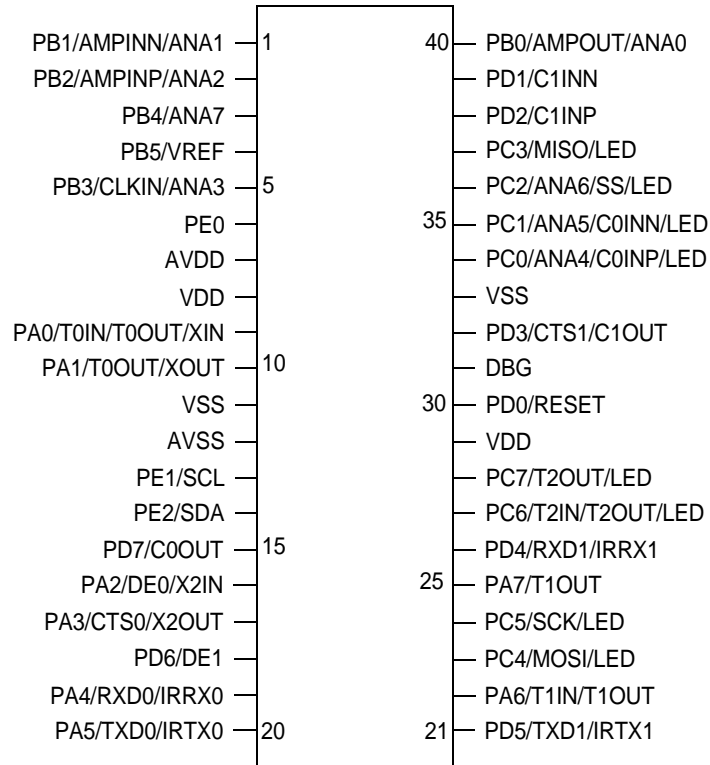 PB1/AMPINN/ANA1 1 40 PB0/AMPOUT/ANA0
PB2/AMPINP/ANA2 PD1/C1INN
PB4/ANA7 PD2/C1INP
PB5/VREF PC3/MISO/LED
PB3/CLKIN/ANA3 5 PC2/ANA6/SS/LED
PE0 35 PC1/ANA5/C0INN/LED
AVDD PC0/ANA4/C0INP/LED
VDD VSS
PA0/T0IN/T0OUT/XIN PD3/CTS1/C1OUT
PA1/T0OUT/XOUT 10 DBG
VSS 30 PD0/RESET
AVSS VDD
PE1/SCL PC7/T2OUT/LED
PE2/SDA PC6/T2IN/T2OUT/LED
PD7/C0OUT 15 PD4/RXD1/IRRX1
PA2/DE0/X2IN 25 PA7/T1OUT
PA3/CTS0/X2OUT PC5/SCK/LED
PD6/DE1 PC4/MOSI/LED
PA4/RXD0/IRRX0 PA6/T1IN/T1OUT
PA5/TXD0/IRTX0 20 21 PD5/TXD1/IRTX1